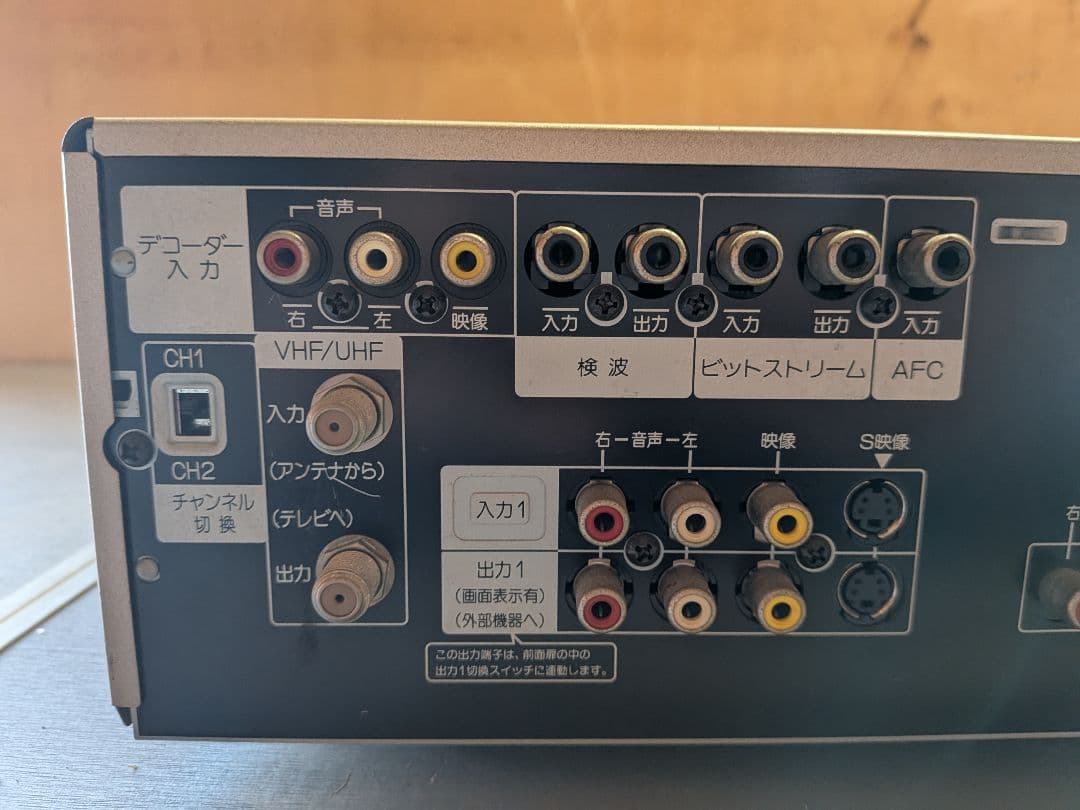 音声
デコーダー
入力
右
左
映像
入力
出力
入力
出力
入力
検波
ビットストリーム
AFC
CH1
CH2
チャンネル
切換
VHF/UHF
入力
(アンテナから)
(テレビへ)
出力
右ー音声ー左
映像
S映像
入力1
出力1
(画面表示有)
(外部機器へ)
この出力端子は、前面扉の中の
出力1切換スイッチに連動します。
右